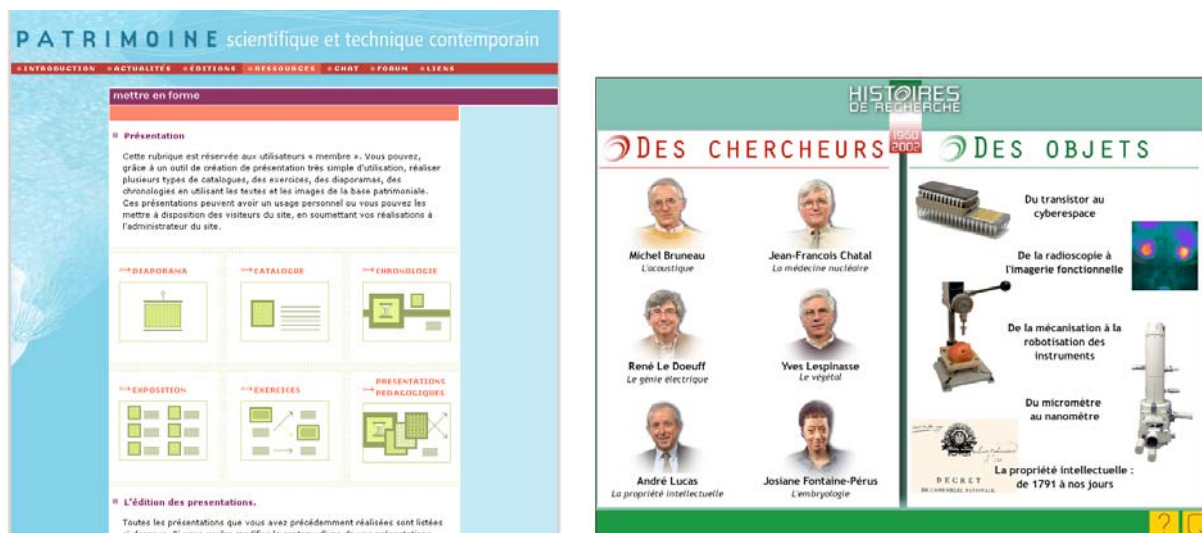 PATRIMOINE scientifique et technique contemporain
INTRODUCTION ACTUALITÉS ÉDITIONS RESSOURCES CHAT FORUM LIENS
mettre en forme
Présentation
Cette rubrique est réservée aux utilisateurs « membre ». Vous pouvez,
grâce à un outil de création de présentation très simple d'utilisation, réaliser
plusieurs types de catalogues, des exercices, des diaporamas, des
chronologies en utilisant les textes et les images de la base patrimoniale.
Ces présentations peuvent avoir un usage personnel ou vous pouvez les
mettre à disposition des visiteurs du site, en soumettant vos réalisations à
l'administrateur du site.
DIAPORAMA
CATALOGUE
CHRONOLOGIE
EXPOSITION
EXERCICES
PRESENTATIONS
PEDAGOGIQUES
L'édition des presentations.
Toutes les présentations que vous avez précédemment réalisées sont listées
HISTOIRES
DE RECHERCHE
1960
2002
DES CHERCHEURS
Michel Bruneau
L'acoustique
Jean-Francois Chatal
La médecine nucléaire
René Le Doeuff
Le génie électrique
Yves Lespinasse
Le végétal
André Lucas
La propriété intellectuelle
Josiane Fontaine-Pérus
L'embryologie
DES OBJETS
Du transistor au
cyberespace
De la radioscopie à
l'imagerie fonctionnelle
De la mécanisation à la
robotisation des
instruments
Du micromètre
au nanomètre
La propriété intellectuelle :
de 1791 à nos jours
DECRET
DE L'ASSEMBLÉE NATIONALE
?